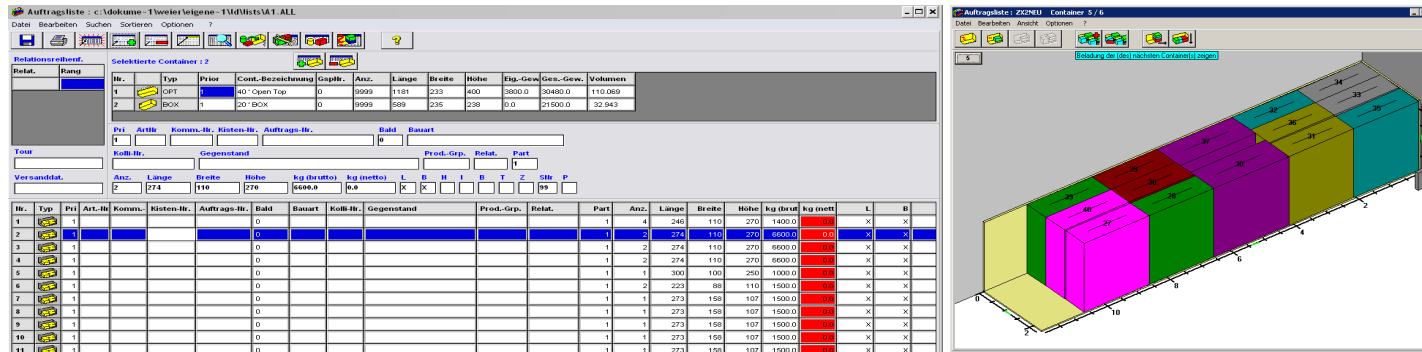 Auftragsliste : c:\dokume~1\weier\eigene~1\ld\lists\A1.ALL
Datei Bearbeiten Suchen Sortieren Optionen ?
Relationsreihenf.
Relat. Rang
Selektierte Container : 2
Nr. Typ Prior Cont.-Bezeichnung GspNr. Anz. Länge Breite Höhe Eig.-Gew Ges.-Gew. Volumen
1 OPT 1 40' Open Top 0 9999 1181 233 400 3800.0 30480.0 110.069
2 BOX 1 20' BOX 0 9999 589 235 238 0.0 21500.0 32.943
Pri ArtNr Komm.-Nr. Kisten-Nr. Auftrags-Nr. Bald Bauart
1 0
Tour
Kolli-Nr. Gegenstand Prod.-Grp. Relat. Part
1
Versanddat.
Anz. Länge Breite Höhe kg (brutto) kg (netto) L B H I B T Z SNr P
2 274 110 270 6600.0 0.0 X X 99
Nr. Typ Pri Art.-Nr Komm.- Kisten-Nr. Auftrags-Nr. Bald Bauart Kolli-Nr. Gegenstand Prod.-Grp. Relat. Part Anz. Länge Breite Höhe kg (brut kg (nett L B
1 1 0 1 4 246 110 270 1400.0 0.0 X X
2 1 0 1 2 274 110 270 6600.0 0.0 X X
3 1 0 1 2 274 110 270 6600.0 0.0 X X
4 1 0 1 2 274 110 270 6600.0 0.0 X X
5 1 0 1 1 300 100 250 1000.0 0.0 X X
6 1 0 1 2 223 88 110 1500.0 0.0 X X
7 1 0 1 1 273 158 107 1500.0 0.0 X X
8 1 0 1 1 273 158 107 1500.0 0.0 X X
9 1 0 1 1 273 158 107 1500.0 0.0 X X
10 1 0 1 1 273 158 107 1500.0 0.0 X X
11 1 0 1 1 273 158 107 1500.0 0.0 X X
Auftragsliste : ZX2NEU Container 5 / 6
Datei Bearbeiten Ansicht Optionen ?
5
Beladung der (des) nächsten Container(s) zeigen
34
33
32 35
36
31
37
30
29
28
39
40
27
0 2 4 6 8 10
2